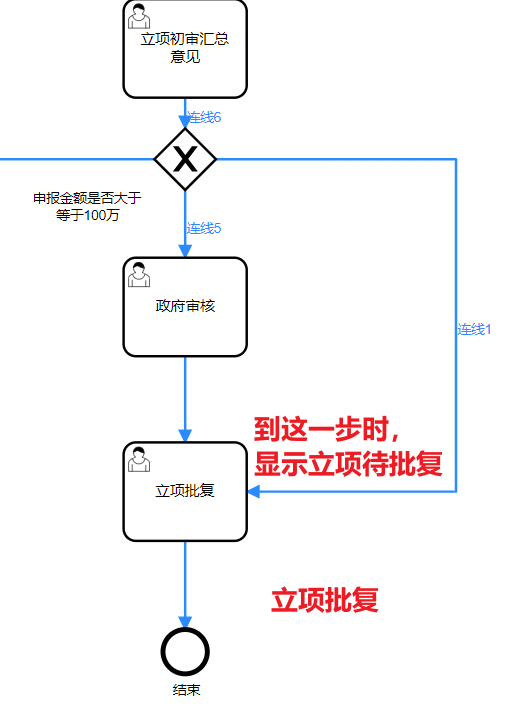 立项初审汇总
意见
连线6
申报金额是否大于
等于100万
连线5
政府审核
连线1
到这一步时，
显示立项待批复
立项批复
立项批复
结束